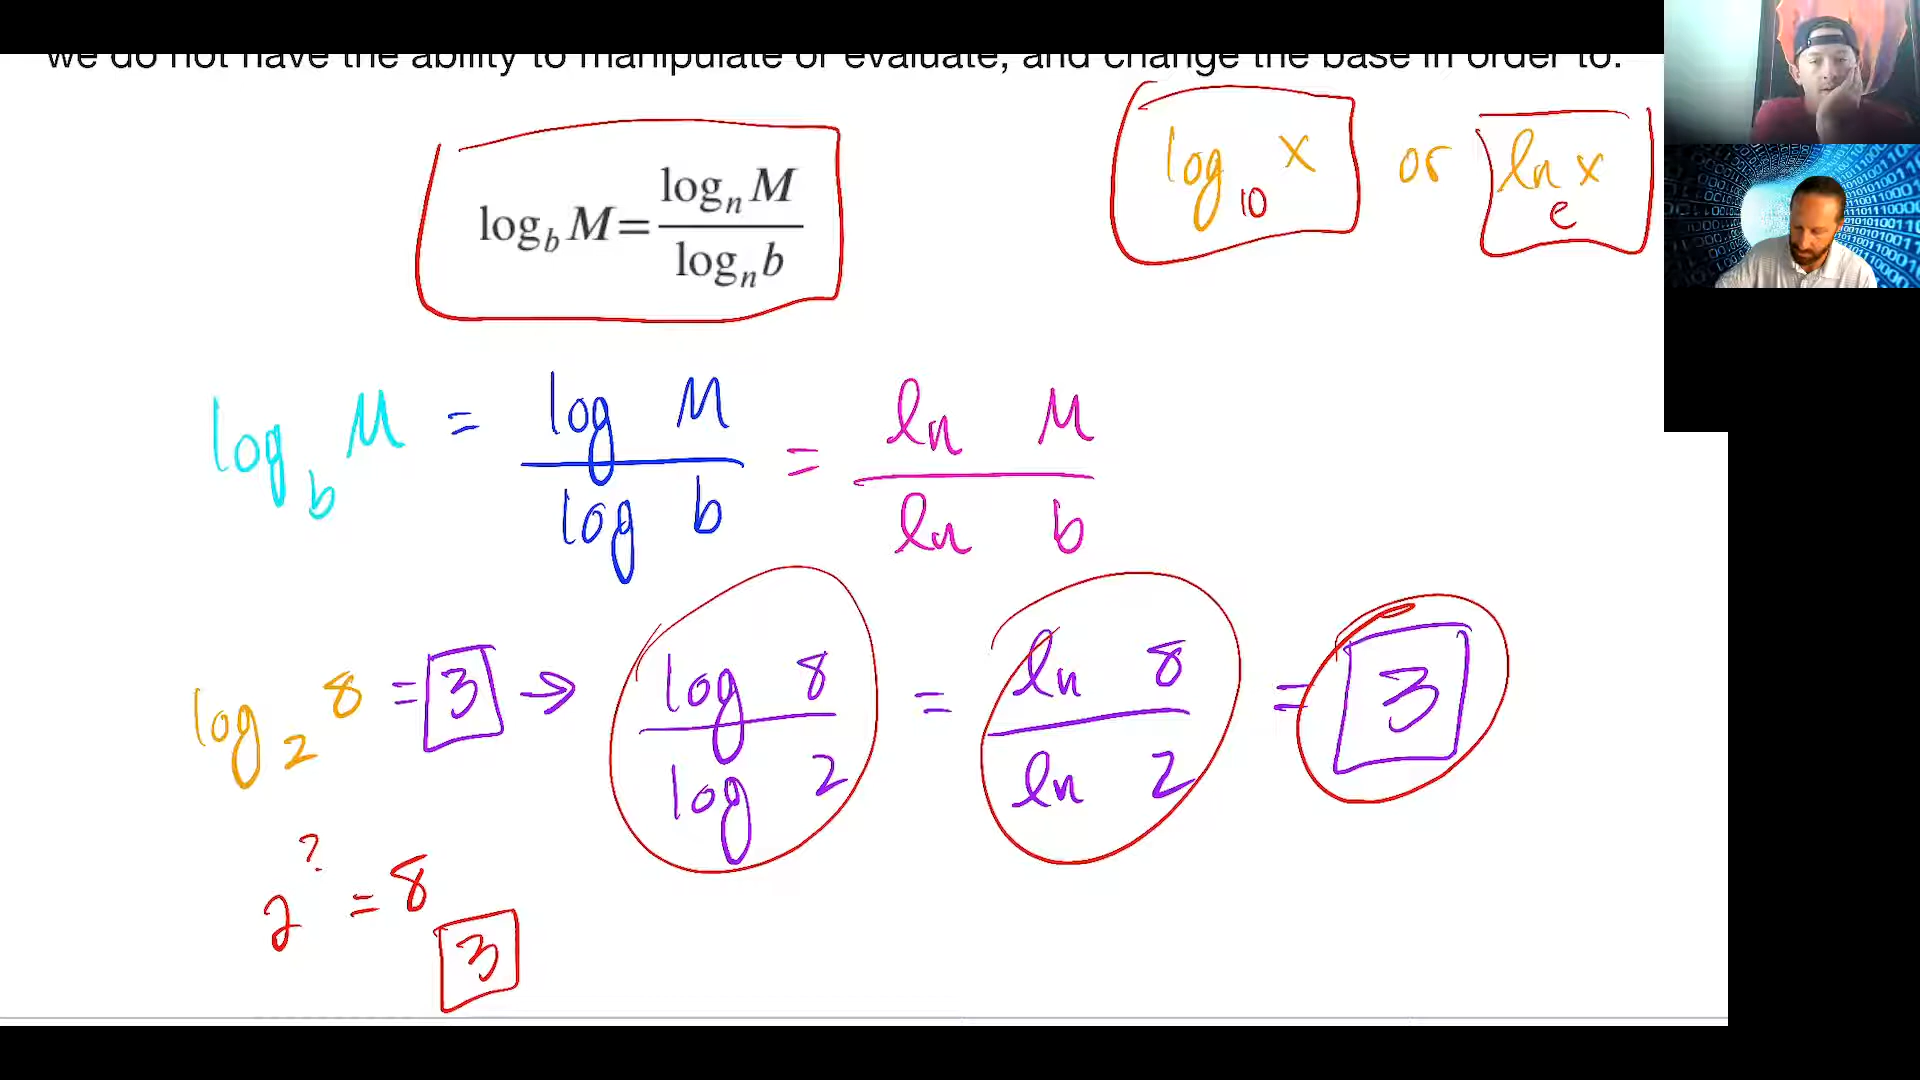 we do not have the ability to manipulate or evaluate, and change the base in order to:
log_b M = log_n M / log_n b
log_10 x or ln_e x
log_b M = log M / log b = ln M / ln b
log_2 8 = 3 → log 8 / log 2 = ln 8 / ln 2 = 3
2^? = 8
3